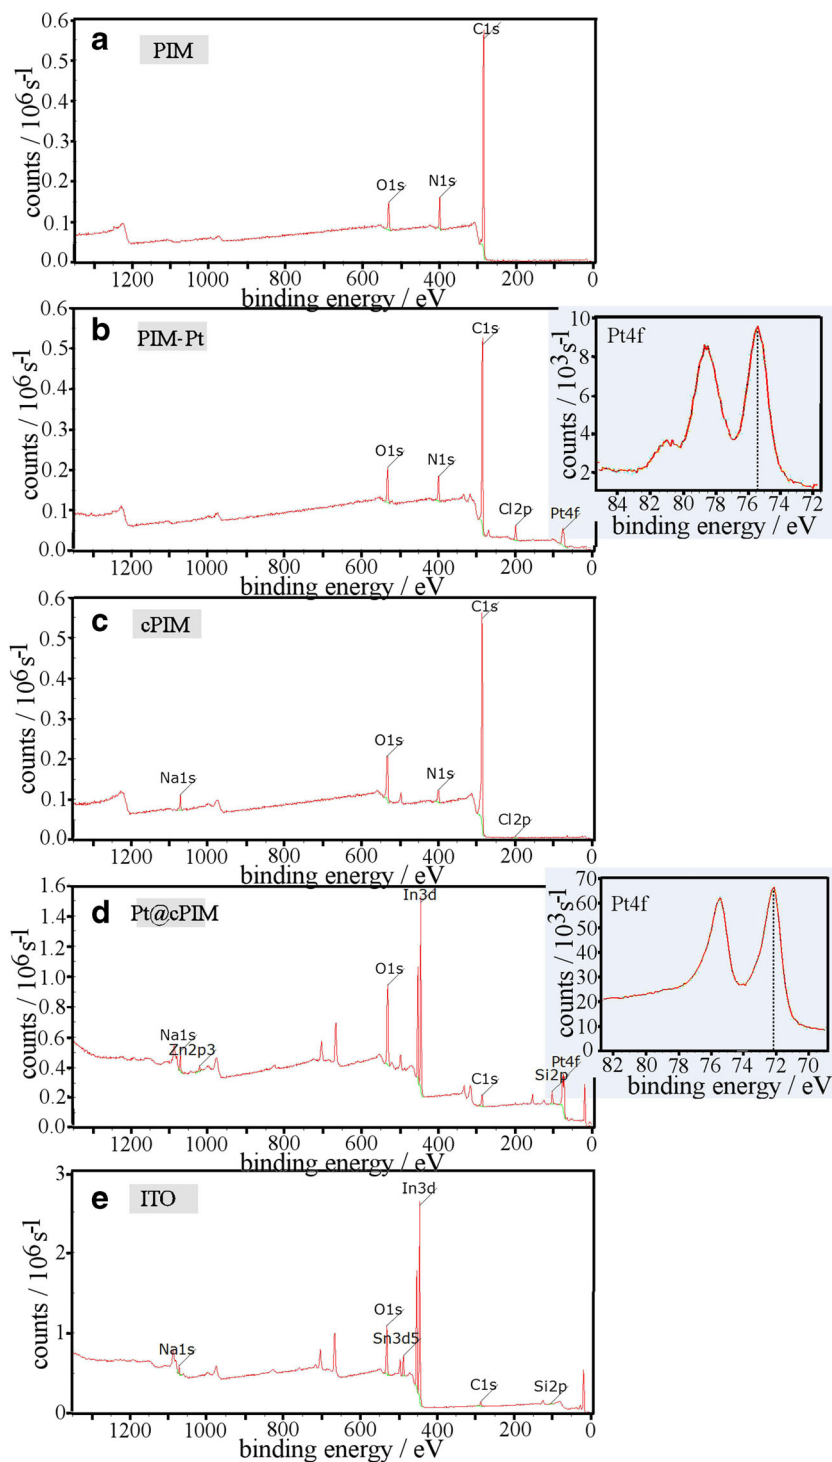 a
PIM
counts / 10⁶s⁻¹
0.6
0.5
0.4
0.3
0.2
0.1
0.0
C1s
O1s
N1s
1200 1000 800 600 400 200 0
binding energy / eV
b
PIM-Pt
counts / 10⁶s⁻¹
0.6
0.5
0.4
0.3
0.2
0.1
0.0
C1s
O1s
N1s
Cl2p
Pt4f
1200 1000 800 600 400 200 0
binding energy / eV
Pt4f
counts / 10³s⁻¹
10
8
6
4
2
84 82 80 78 76 74 72
binding energy / eV
c
cPIM
counts / 10⁶s⁻¹
0.6
0.5
0.4
0.3
0.2
0.1
0.0
C1s
O1s
Na1s
N1s
Cl2p
1200 1000 800 600 400 200 0
binding energy / eV
d
Pt@cPIM
counts / 10⁶s⁻¹
1.6
1.4
1.0
0.8
0.6
0.4
0.2
0.0
In3d
O1s
Na1s
Zn2p3
C1s
Si2p
Pt4f
1200 1000 800 600 400 200 0
binding energy / eV
Pt4f
counts / 10³s⁻¹
70
60
50
40
30
20
10
0
82 80 78 76 74 72 70
binding energy / eV
e
ITO
counts / 10⁶s⁻¹
3
2
1
0
In3d
O1s
Sn3d5
Na1s
C1s
Si2p
1200 1000 800 600 400 200 0
binding energy / eV